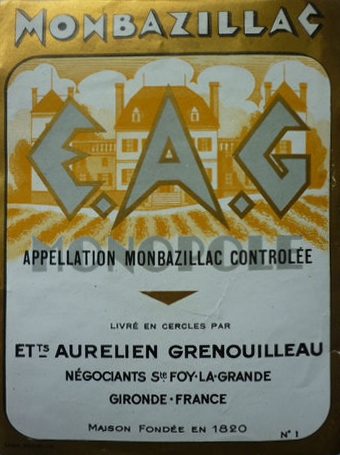 MONBAZILLAC
E.A.G
MONOPOLE
APPELLATION MONBAZILLAC CONTROLÉE
LIVRÉ EN CERCLES PAR
ETTS AURELIEN GRENOUILLEAU
NÉGOCIANTS STE FOY-LA-GRANDE
GIRONDE - FRANCE
MAISON FONDÉE EN 1820
N° 1